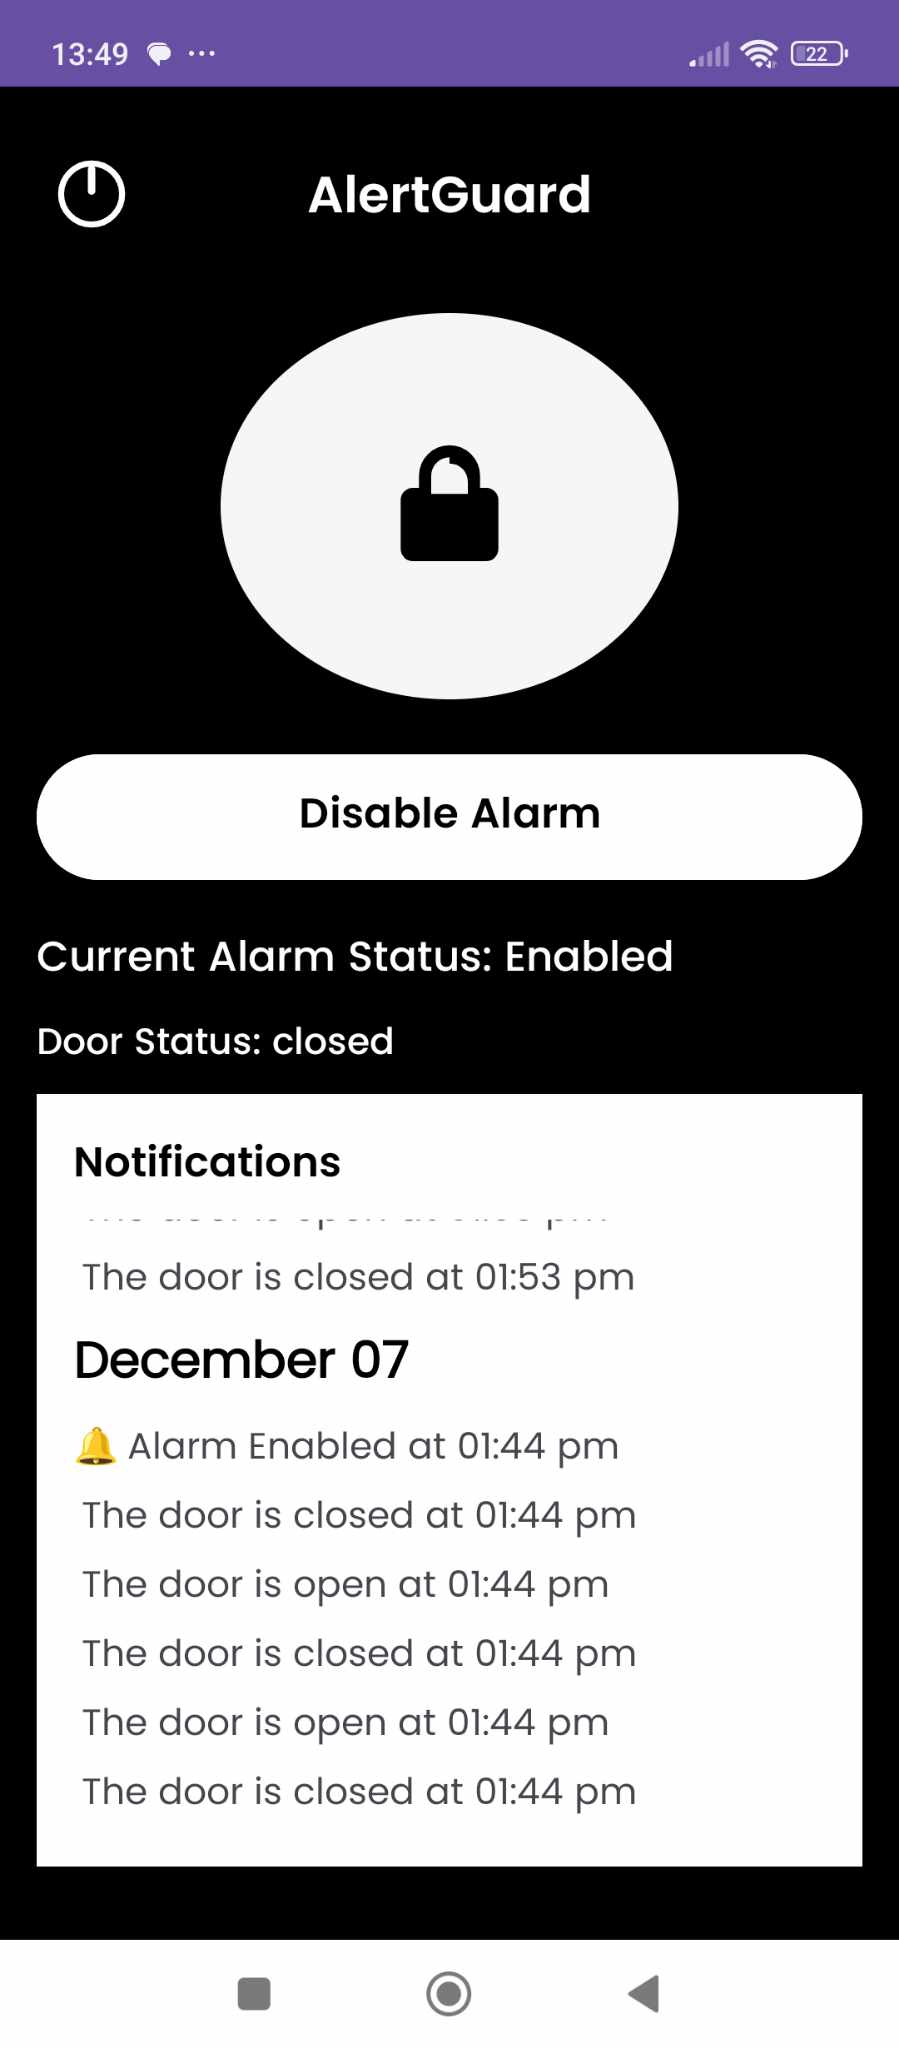 13:49
22
AlertGuard
Disable Alarm
Current Alarm Status: Enabled
Door Status: closed
Notifications
The door is closed at 01:53 pm
December 07
🔔 Alarm Enabled at 01:44 pm
The door is closed at 01:44 pm
The door is open at 01:44 pm
The door is closed at 01:44 pm
The door is open at 01:44 pm
The door is closed at 01:44 pm